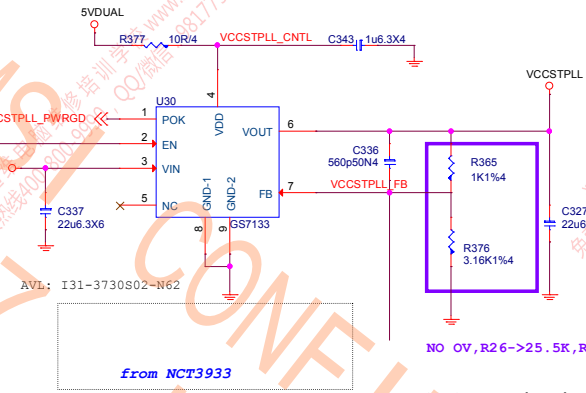 5VDUAL
R377
10R/4
VCCSTPLL_CNTL
C343
1u6.3X4
VCCSTPLL
U30
4
CSTPLL_PWRGD
1
POK
VDD
VOUT
6
2
EN
3
VIN
C336
560p50N4
R365
1K1%4
5
NC
GND-1
GND-2
FB
7
VCCSTPLL_FB
C337
22u6.3X6
8
9
GS7133
C327
22u6
R376
3.16K1%4
AVL: I31-3730S02-N62
NO OV,R26->25.5K,R
from NCT3933
CONF